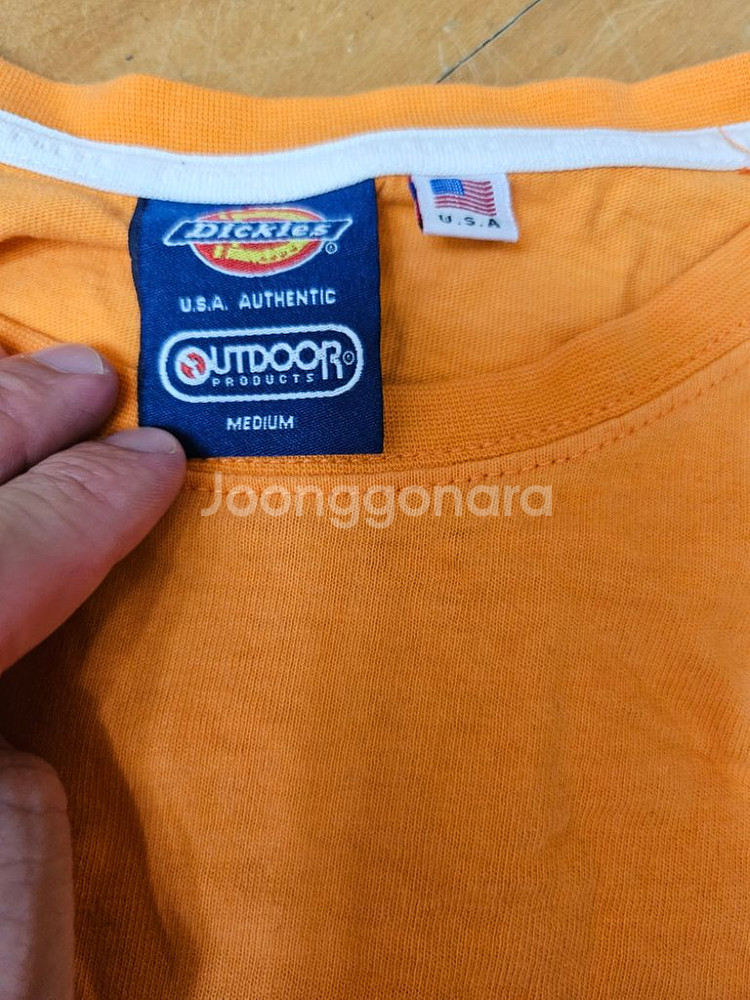 Dickies®
U.S.A
U.S.A. AUTHENTIC
OUTDOOR®
PRODUCTS
MEDIUM
Joonggonara